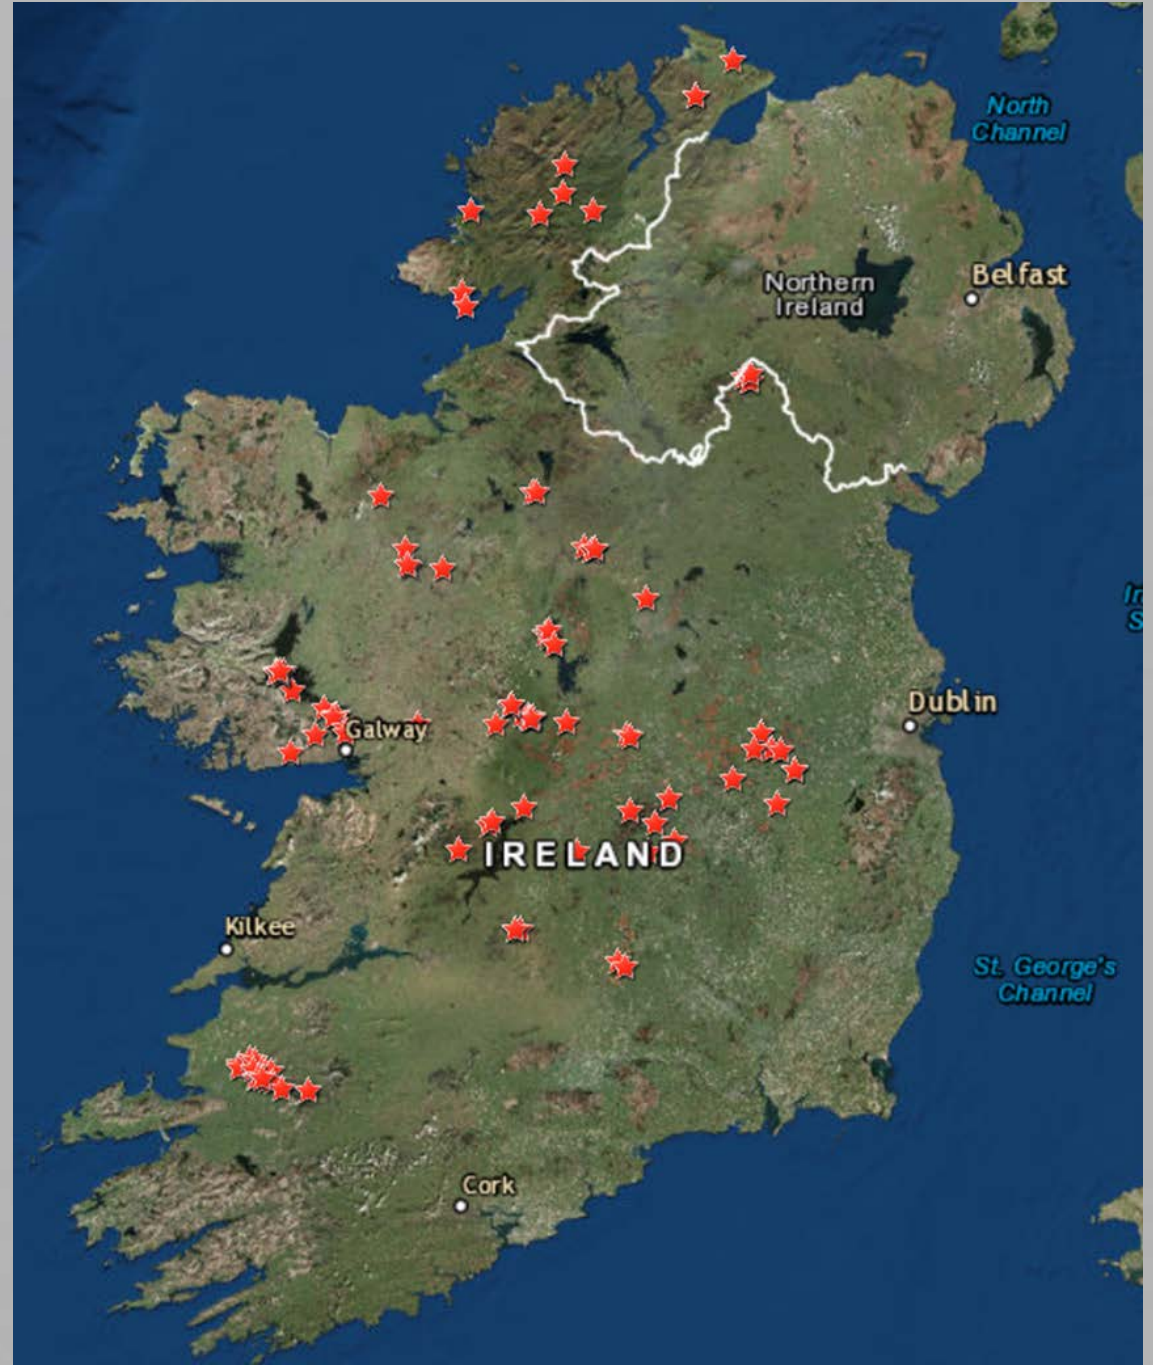 North
Channel
Belfast
Northern
Ireland
Dublin
Galway
IRELAND
Kilkee
St. George's
Channel
Cork